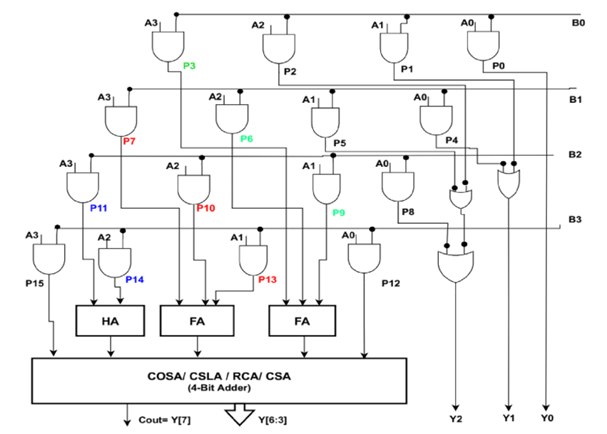 A3 A2 A1 A0 B0
P3 P2 P1 P0
A3 A2 A1 A0 B1
P7 P6 P5 P4
A3 A2 A1 A0 B2
P11 P10 P9 P8
A3 A2 A1 A0 B3
P15 P14 P13 P12
HA FA FA
COSA/ CSLA / RCA/ CSA
(4-Bit Adder)
Cout= Y[7] Y[6:3] Y2 Y1 Y0